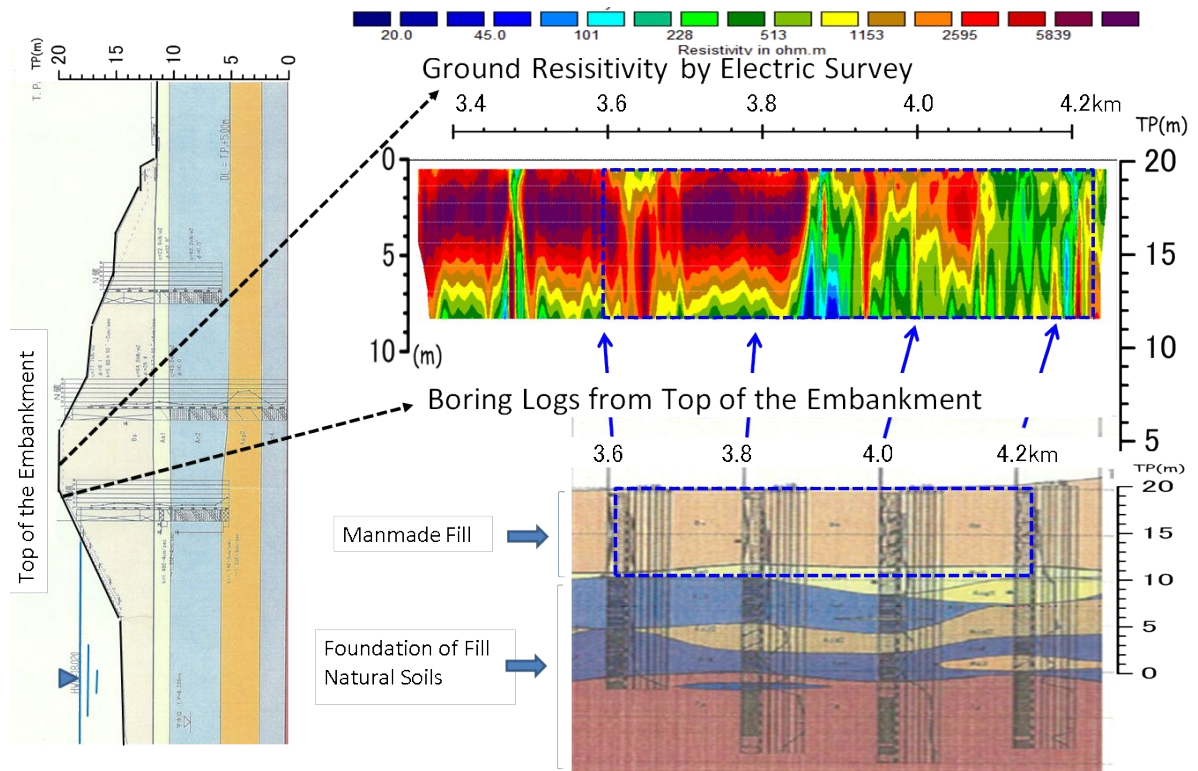 20.0 45.0 101 228 513 1153 2595 5839
Resistivity in ohm.m
Ground Resisitivity by Electric Survey
3.4 3.6 3.8 4.0 4.2km
TP(m)
0
5
10 (m)
20
15
10
5
TP(m)
20
15
10
5
0
T.P.
DL=T.P.+5.00m
Top of the Embankment
Boring Logs from Top of the Embankment
3.6 3.8 4.0 4.2km
TP(m)
20
15
10
5
0
Manmade Fill
Foundation of Fill
Natural Soils